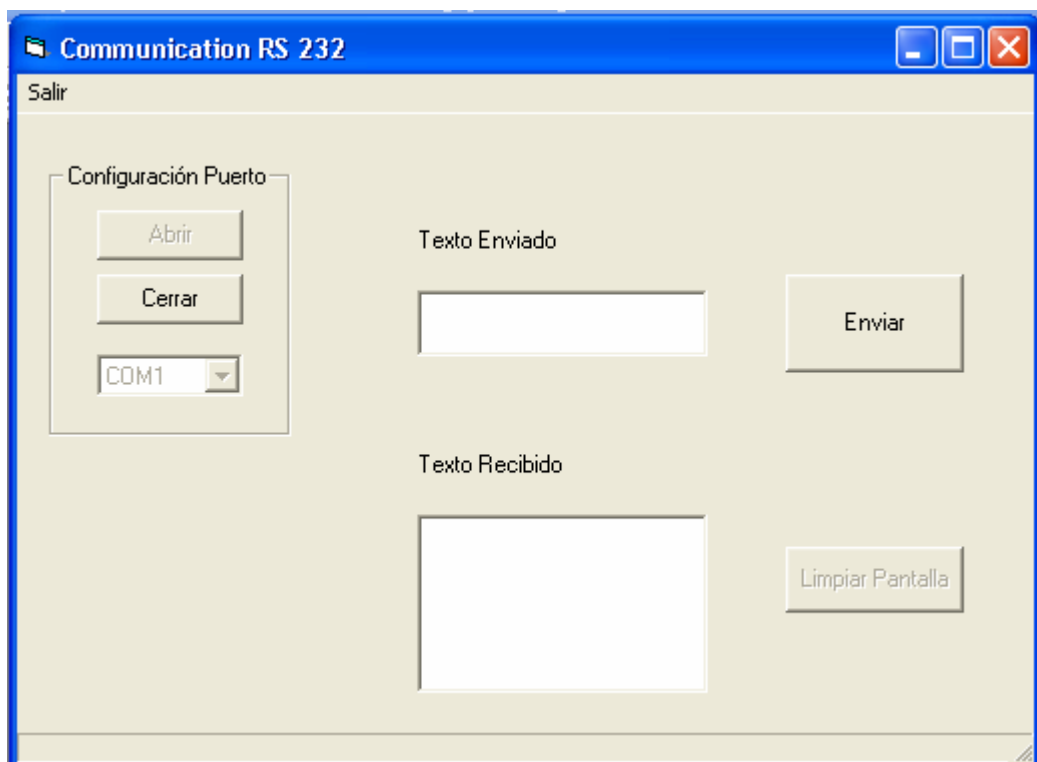 Communication RS 232
Salir
Configuración Puerto
Abrir
Cerrar
COM1
Texto Enviado
Enviar
Texto Recibido
Limpiar Pantalla